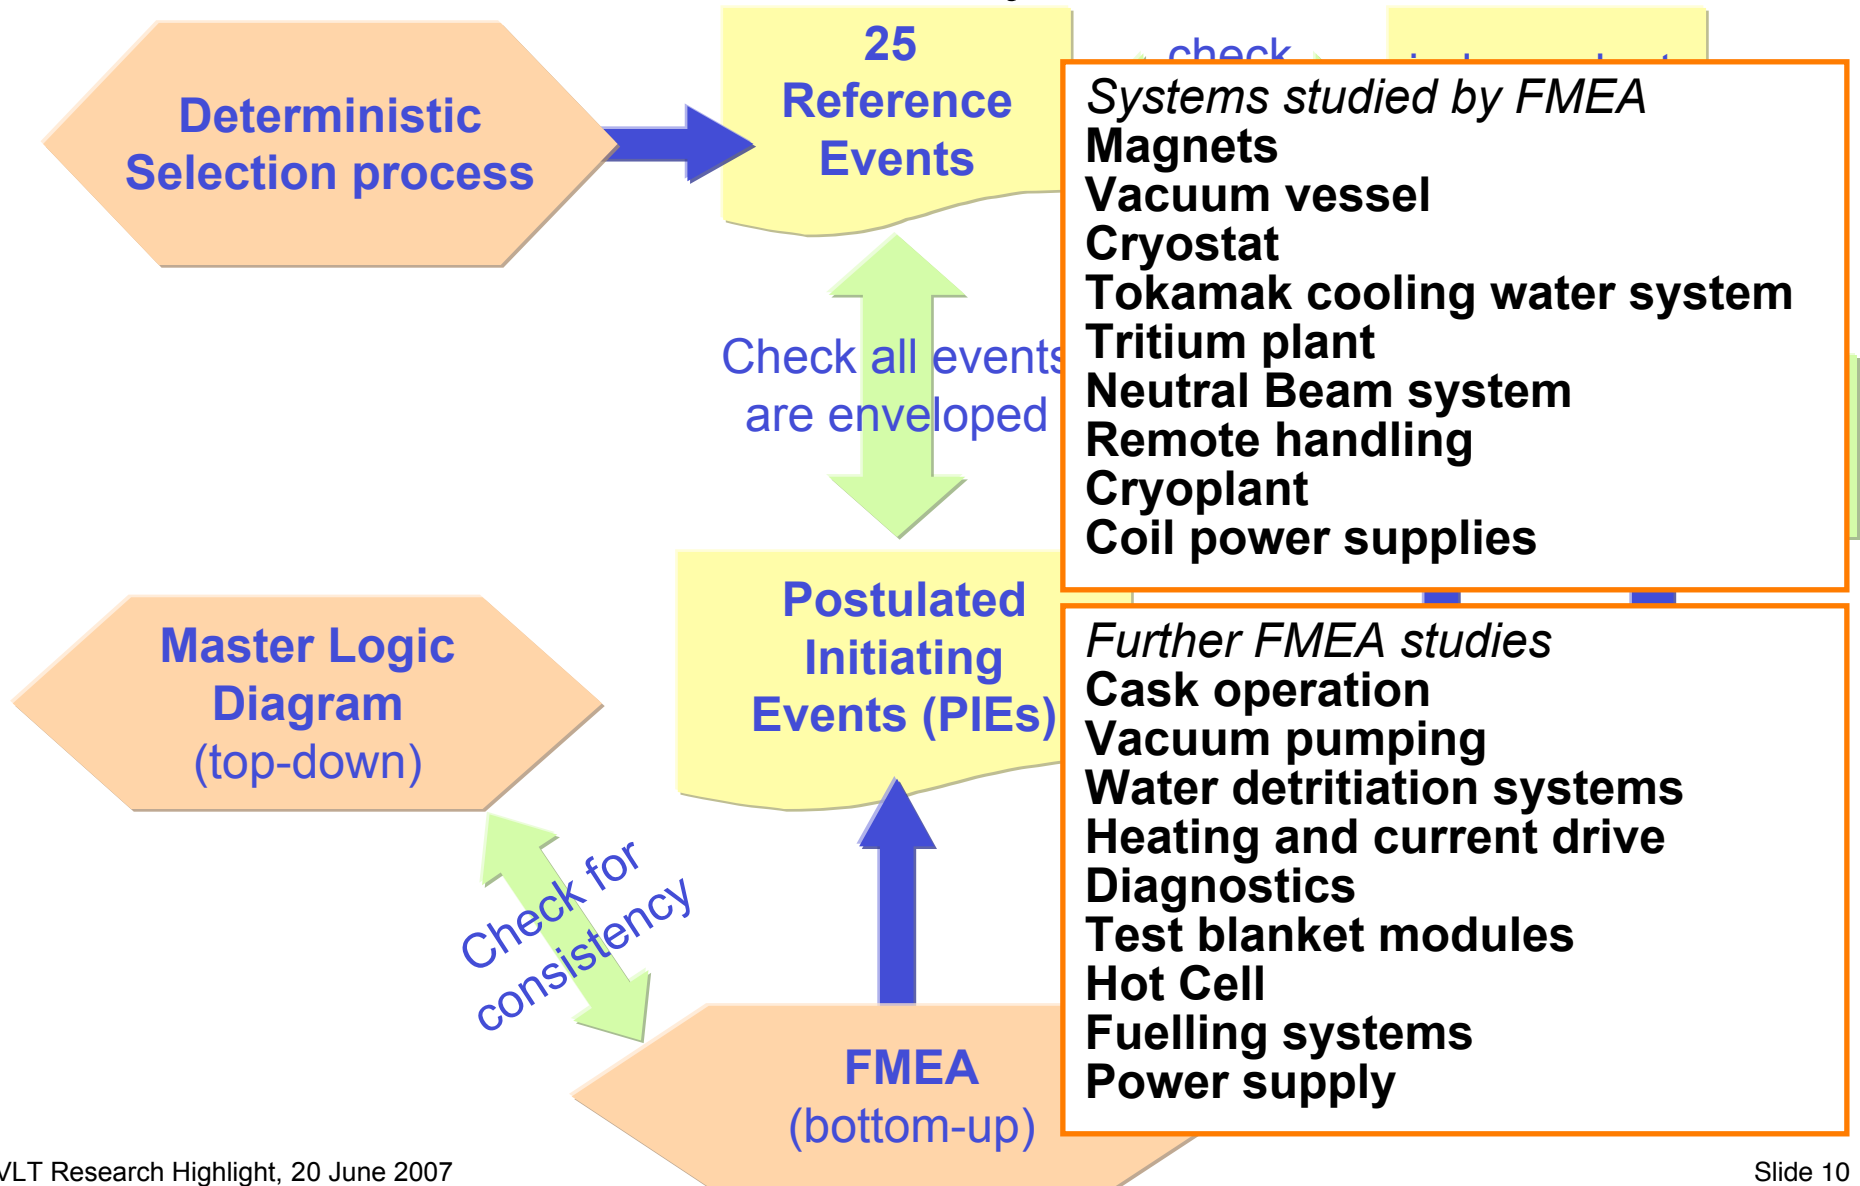 25
Reference
Events
Deterministic
Selection process
check
Systems studied by FMEA
Magnets
Vacuum vessel
Cryostat
Tokamak cooling water system
Tritium plant
Neutral Beam system
Remote handling
Cryoplant
Coil power supplies
Check all events
are enveloped
Postulated
Initiating
Events (PIEs)
Master Logic
Diagram
(top-down)
Further FMEA studies
Cask operation
Vacuum pumping
Water detritiation systems
Heating and current drive
Diagnostics
Test blanket modules
Hot Cell
Fuelling systems
Power supply
Check for
consistency
FMEA
(bottom-up)
VLT Research Highlight, 20 June 2007
Slide 10